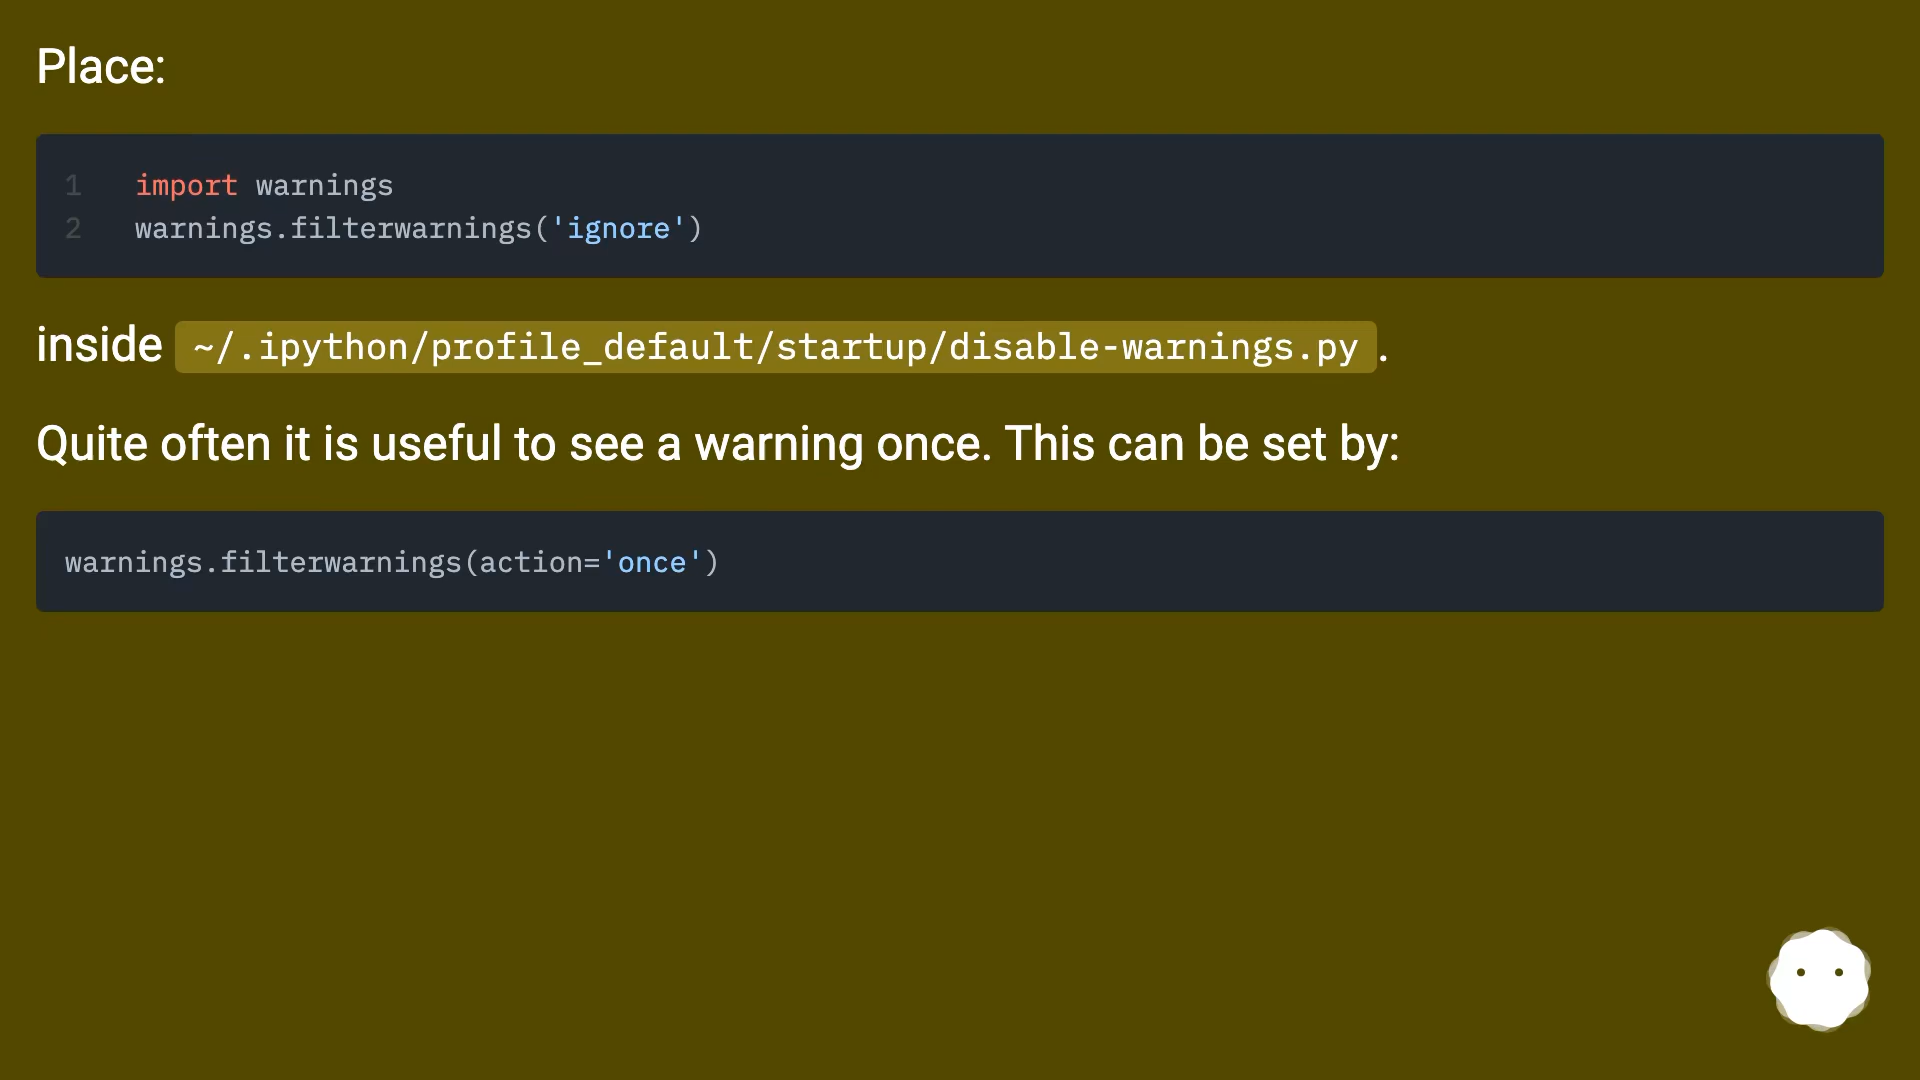 Place:
1 import warnings
2 warnings.filterwarnings('ignore')
inside ~/.ipython/profile_default/startup/disable-warnings.py .
Quite often it is useful to see a warning once. This can be set by:
warnings.filterwarnings(action='once')